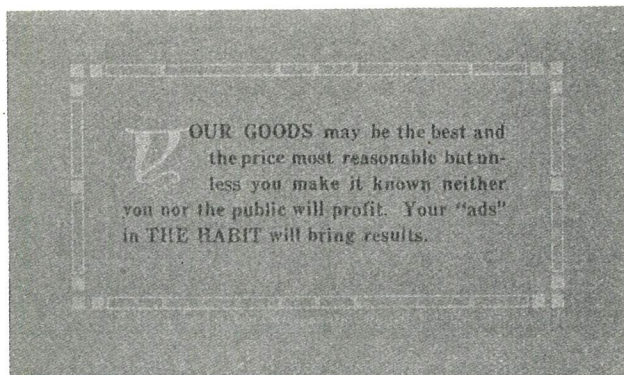 YOUR GOODS may be the best and
the price most reasonable but un-
less you make it known neither
you nor the public will profit. Your "ads"
in THE HABIT will bring results.